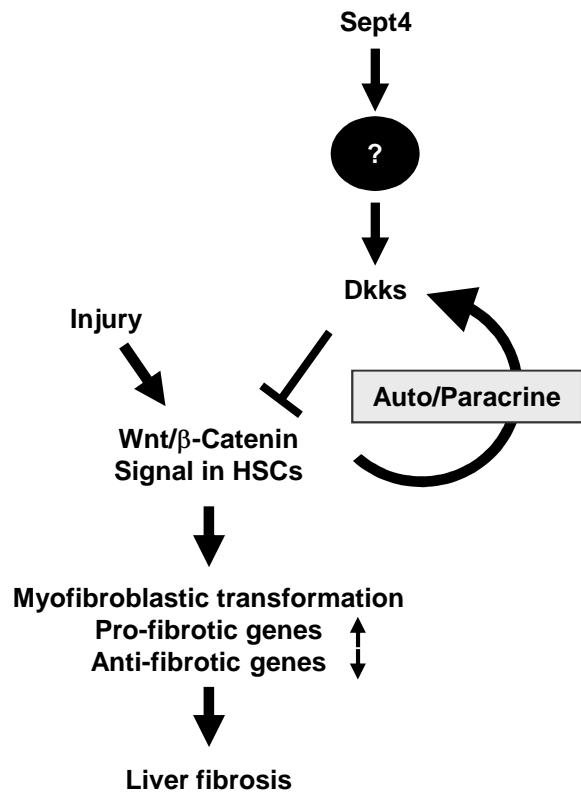 Sept4
?
Dkks
Injury
Auto/Paracrine
Wnt/β-Catenin
Signal in HSCs
Myofibroblastic transformation
Pro-fibrotic genes
Anti-fibrotic genes
Liver fibrosis